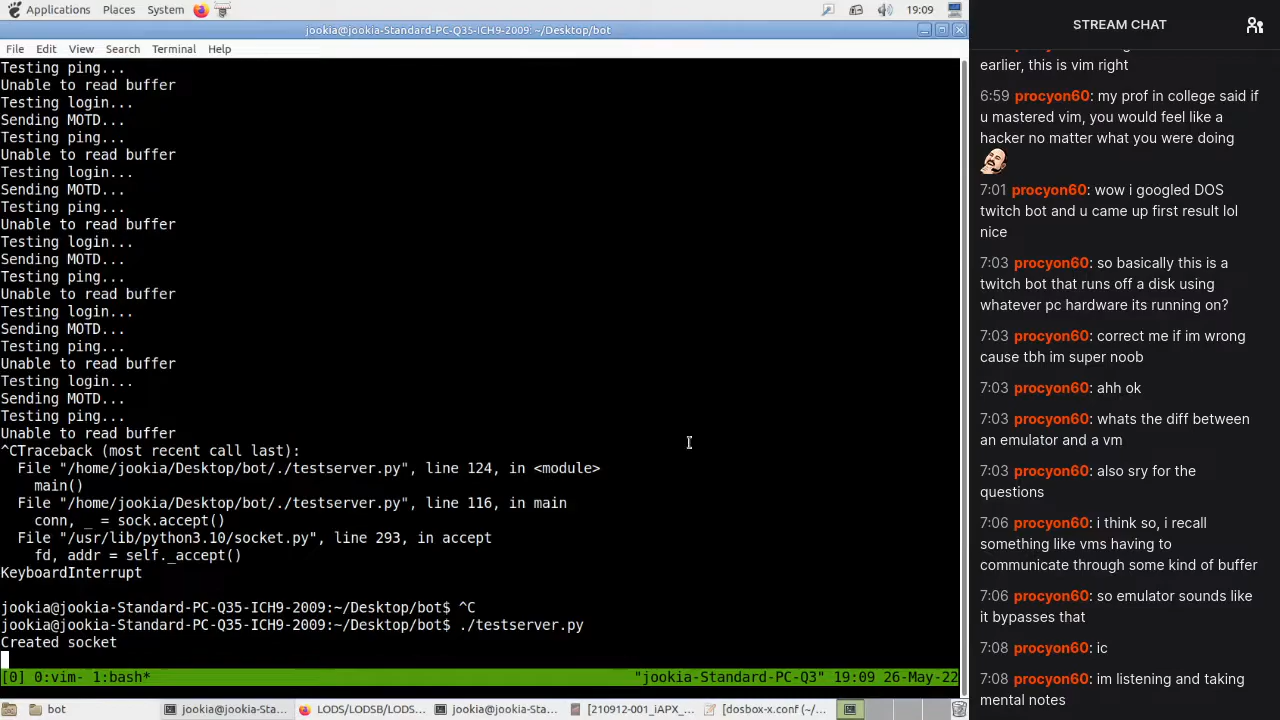 Applications Places System 19:09
jookia@jookia-Standard-PC-Q35-ICH9-2009: ~/Desktop/bot
File Edit View Search Terminal Help
Testing ping...
Unable to read buffer
Testing login...
Sending MOTD...
Testing ping...
Unable to read buffer
Testing login...
Sending MOTD...
Testing ping...
Unable to read buffer
Testing login...
Sending MOTD...
Testing ping...
Unable to read buffer
Testing login...
Sending MOTD...
Testing ping...
Unable to read buffer
Testing login...
Sending MOTD...
Testing ping...
Unable to read buffer
^CTraceback (most recent call last):
File "/home/jookia/Desktop/bot/./testserver.py", line 124, in <module>
main()
File "/home/jookia/Desktop/bot/./testserver.py", line 116, in main
conn, _ = sock.accept()
File "/usr/lib/python3.10/socket.py", line 293, in accept
fd, addr = self._accept()
KeyboardInterrupt
jookia@jookia-Standard-PC-Q35-ICH9-2009:~/Desktop/bot$ ^C
jookia@jookia-Standard-PC-Q35-ICH9-2009:~/Desktop/bot$ ./testserver.py
Created socket
[0] 0:vim- 1:bash* "jookia-Standard-PC-Q3" 19:09 26-May-22
bot jookia@jookia-Sta... LODS/LODSB/LODS... jookia@jookia-Sta... [210912-001_iAPX_... [dosbox-x.conf (~/...
STREAM CHAT
earlier, this is vim right
6:59 procyon60: my prof in college said if
u mastered vim, you would feel like a
hacker no matter what you were doing
7:01 procyon60: wow i googled DOS
twitch bot and u came up first result lol
nice
7:03 procyon60: so basically this is a
twitch bot that runs off a disk using
whatever pc hardware its running on?
7:03 procyon60: correct me if im wrong
cause tbh im super noob
7:03 procyon60: ahh ok
7:03 procyon60: whats the diff between
an emulator and a vm
7:03 procyon60: also sry for the
questions
7:06 procyon60: i think so, i recall
something like vms having to
communicate through some kind of buffer
7:06 procyon60: so emulator sounds like
it bypasses that
7:08 procyon60: ic
7:08 procyon60: im listening and taking
mental notes